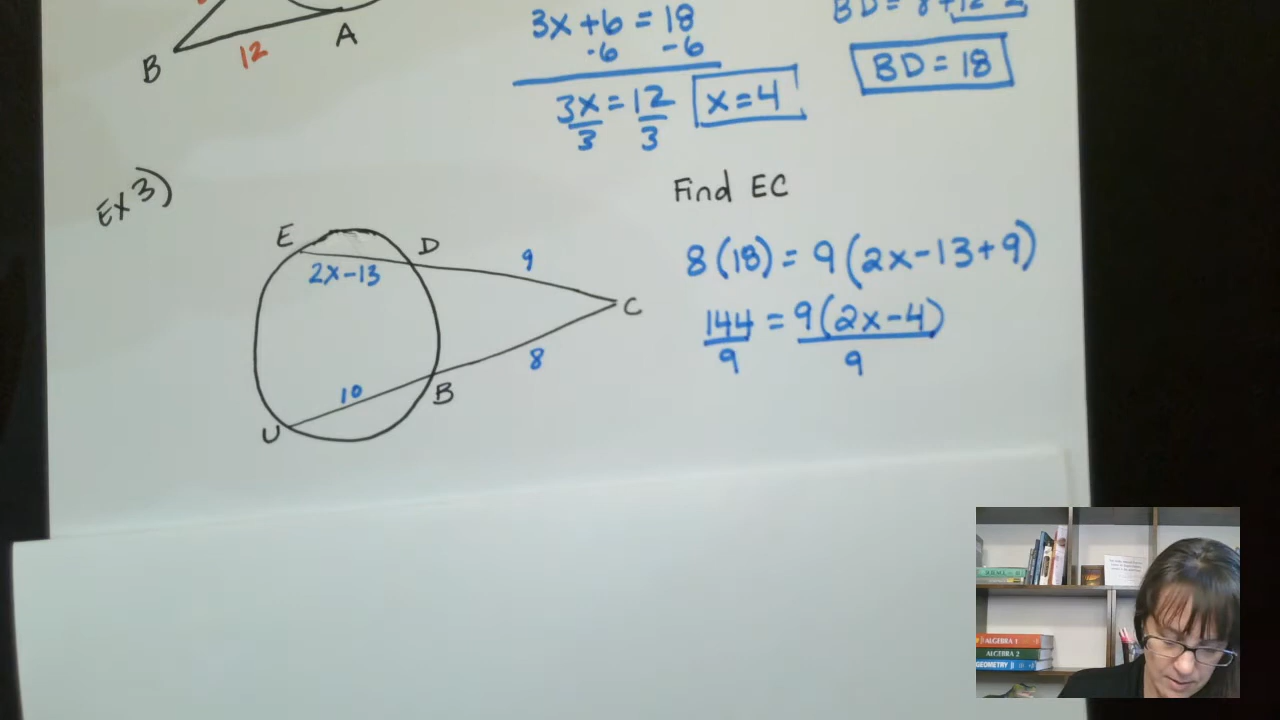 3x+6=18
-6 -6
3x/3=12/3
x=4
BD=18
B
12
A
Ex 3)
Find EC
8(18)=9(2x-13+9)
144/9=9(2x-4)/9
E
D
2x-13
9
C
8
10
B
U
ALGEBRA 1
ALGEBRA 2
GEOMETRY